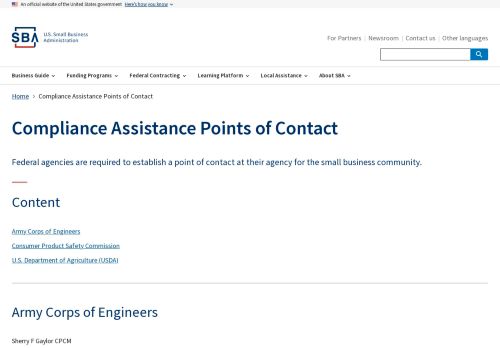 An official website of the United States government Here's how you know
SBA U.S. Small Business Administration
For Partners Newsroom Contact us Other languages
Business Guide Funding Programs Federal Contracting Learning Platform Local Assistance About SBA
Home Compliance Assistance Points of Contact
Compliance Assistance Points of Contact
Federal agencies are required to establish a point of contact at their agency for the small business community.
Content
Army Corps of Engineers
Consumer Product Safety Commission
U.S. Department of Agriculture (USDA)
Army Corps of Engineers
Sherry F Gaylor CPCM